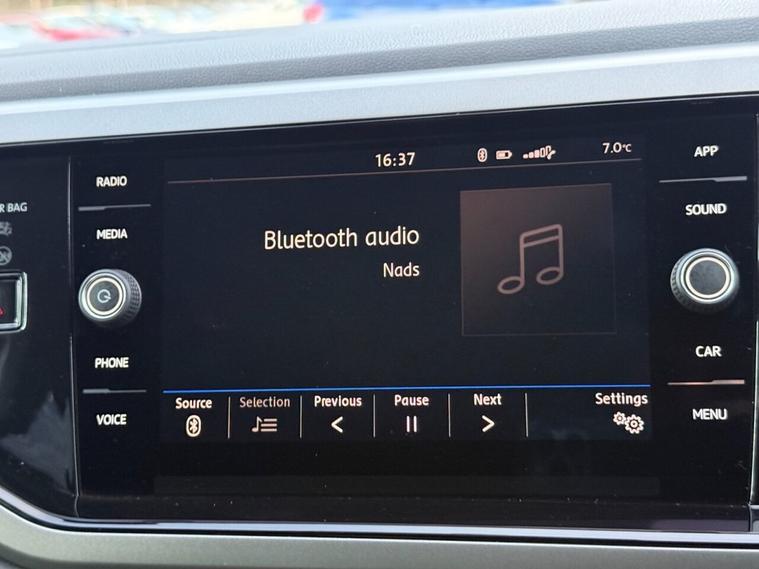 16:37 7.0°C
Bluetooth audio
Nads
Source Selection Previous Pause Next Settings
R BAG
RADIO
MEDIA
PHONE
VOICE
APP
SOUND
CAR
MENU